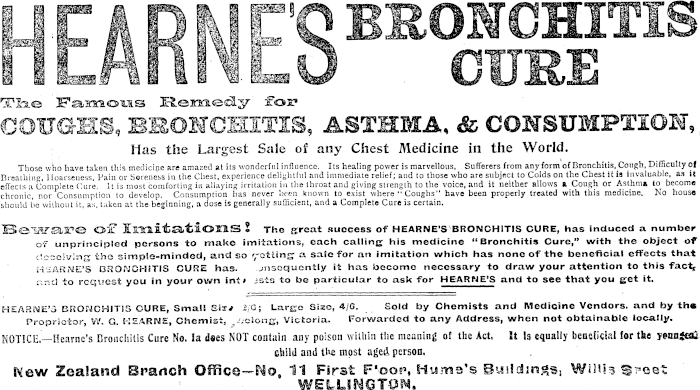 HEARNE'S BRONCHITIS
CURE
The Famous Remedy for
COUGHS, BRONCHITIS, ASTHMA, & CONSUMPTION,
Has the Largest Sale of any Chest Medicine in the World.
Those who have taken this medicine are amazed at its wonderful influence. Its healing power is marvellous. Sufferers from any form of Bronchitis, Cough, Difficulty of
Breathing, Hoarseness, Pain or Soreness in the Chest, experience delightful and immediate relief; and to those who are subject to Colds on the Chest it is invaluable, as it
effects a Complete Cure. It is most comforting in allaying irritation in the throat and giving strength to the voice, and it neither allows a Cough or Asthma to become
chronic, nor Consumption to develop. Consumption has never been known to exist where "Coughs" have been properly treated with this medicine. No house
should be without it, as, taken at the beginning, a dose is generally sufficient, and a Complete Cure is certain.
Beware of Imitations! The great success of HEARNE'S BRONCHITIS CURE, has induced a number
of unprincipled persons to make imitations, each calling his medicine "Bronchitis Cure," with the object of
deceiving the simple-minded, and so getting a sale for an imitation which has none of the beneficial effects that
HEARNE'S BRONCHITIS CURE has. onsequently it has become necessary to draw your attention to this fact,
and to request you in your own int sts to be particular to ask for HEARNE'S and to see that you get it.
HEARNE'S BRONCHITIS CURE, Small Size 2/6; Large Size, 4/6. Sold by Chemists and Medicine Vendors. and by the
Proprietor, W. G. HEARNE, Chemist, elong, Victoria. Forwarded to any Address, when not obtainable locally.
NOTICE.—Hearne's Bronchitis Cure No. 1a does NOT contain any poison within the meaning of the Act. It is equally beneficial for the youngest
child and the most aged person.
New Zealand Branch Office—No, 11 First Floor, Hume's Buildings, Willis Street
WELLINGTON.